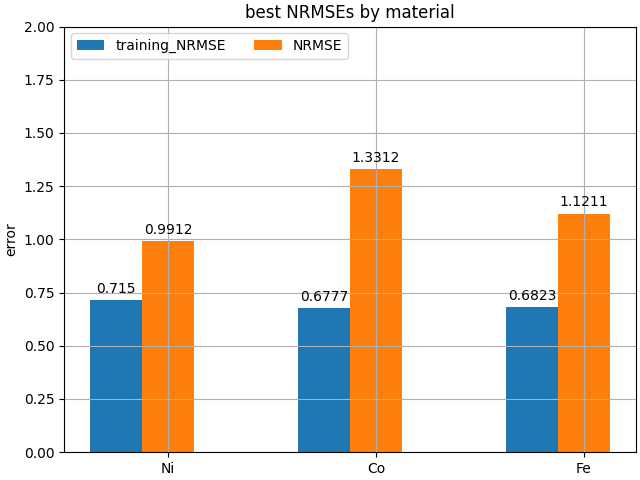 best NRMSEs by material
2.00
1.75
1.50
1.25
1.00
0.75
0.50
0.25
0.00
error
training_NRMSE
NRMSE
0.715
0.9912
0.6777
1.3312
0.6823
1.1211
Ni
Co
Fe